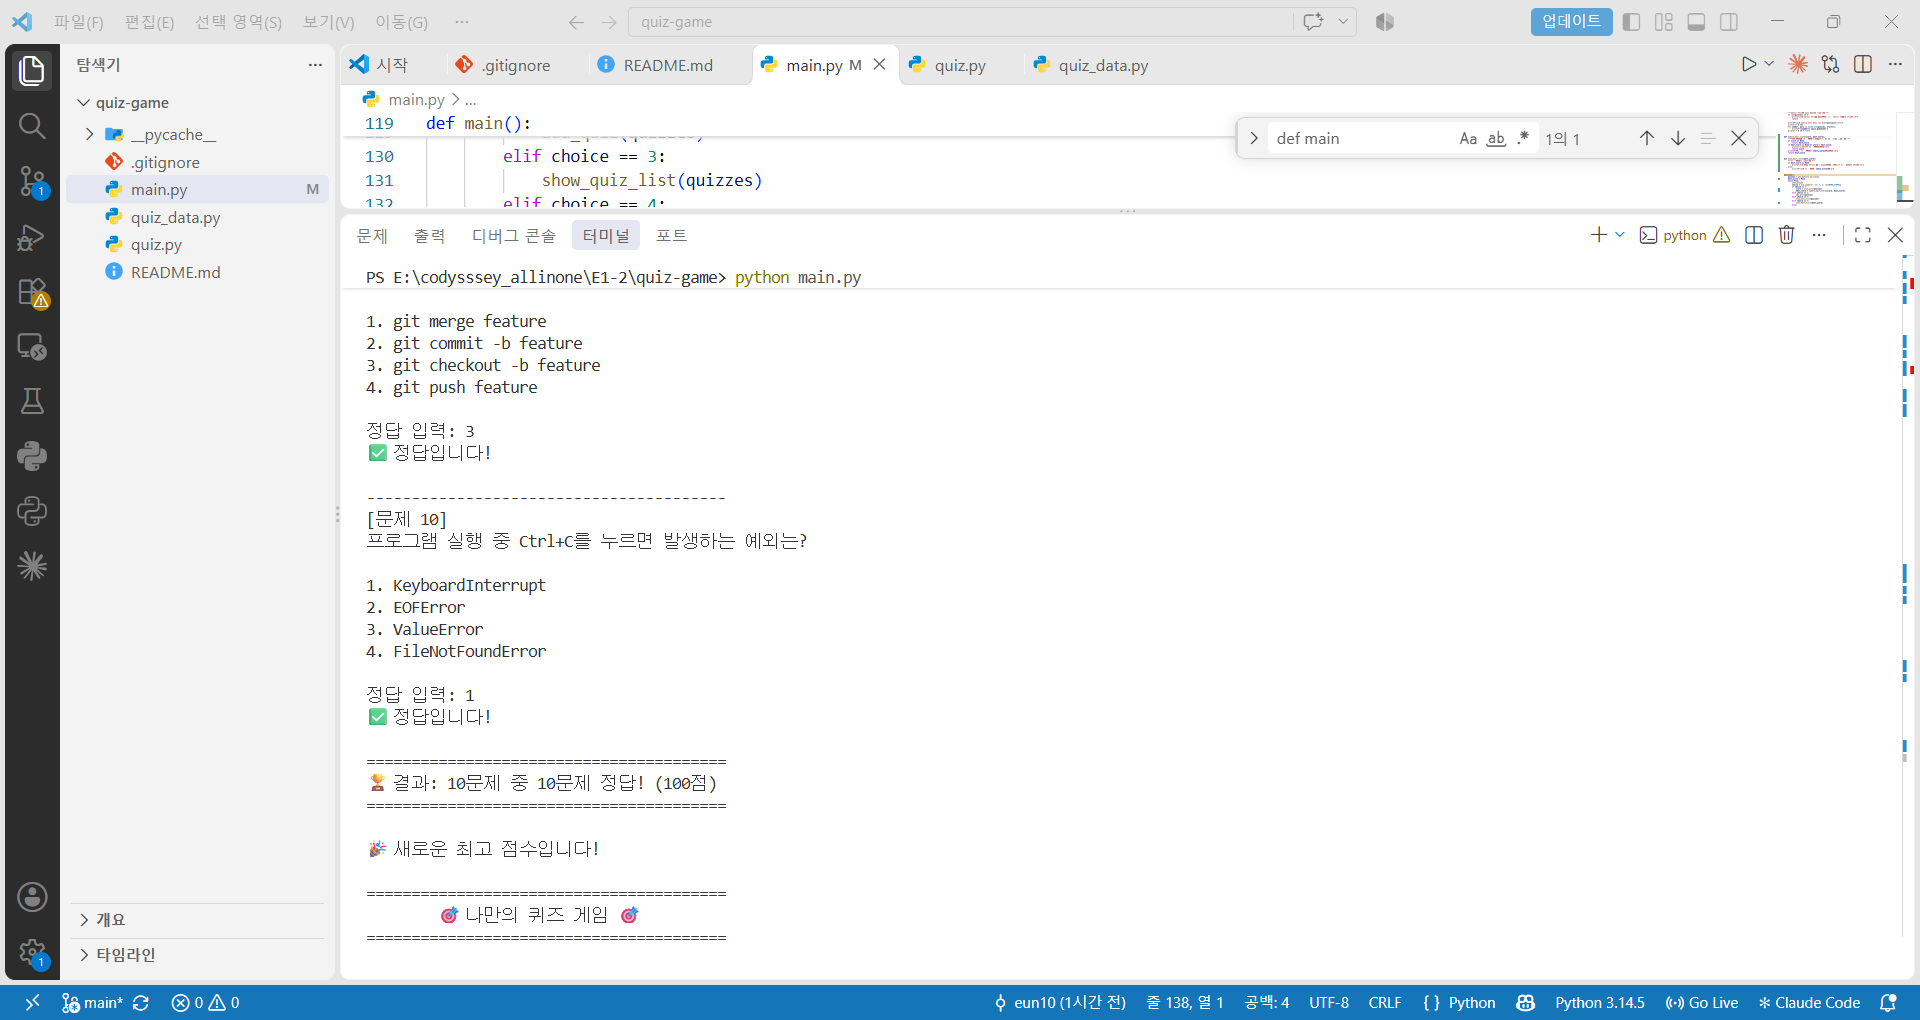 파일(F) 편집(E) 선택 영역(S) 보기(V) 이동(G) ··· quiz-game 업데이트
탐색기
시작 .gitignore README.md main.py M quiz.py quiz_data.py
quiz-game
__pycache__
.gitignore
main.py M
quiz_data.py
quiz.py
README.md
개요
타임라인
main.py > ...
119 def main():
130 elif choice == 3:
131 show_quiz_list(quizzes)
132 elif choice == 4:
def main Aa ab .* 1의 1
문제 출력 디버그 콘솔 터미널 포트 python
PS E:\codysssey_allinone\E1-2\quiz-game> python main.py
1. git merge feature
2. git commit -b feature
3. git checkout -b feature
4. git push feature
정답 입력: 3
✅ 정답입니다!
----------------------------------------
[문제 10]
프로그램 실행 중 Ctrl+C를 누르면 발생하는 예외는?
1. KeyboardInterrupt
2. EOFError
3. ValueError
4. FileNotFoundError
정답 입력: 1
✅ 정답입니다!
========================================
🏆 결과: 10문제 중 10문제 정답! (100점)
========================================
🎉 새로운 최고 점수입니다!
========================================
🎯 나만의 퀴즈 게임 🎯
========================================
main* 0 0 eun10 (1시간 전) 줄 138, 열 1 공백: 4 UTF-8 CRLF { } Python Python 3.14.5 Go Live Claude Code